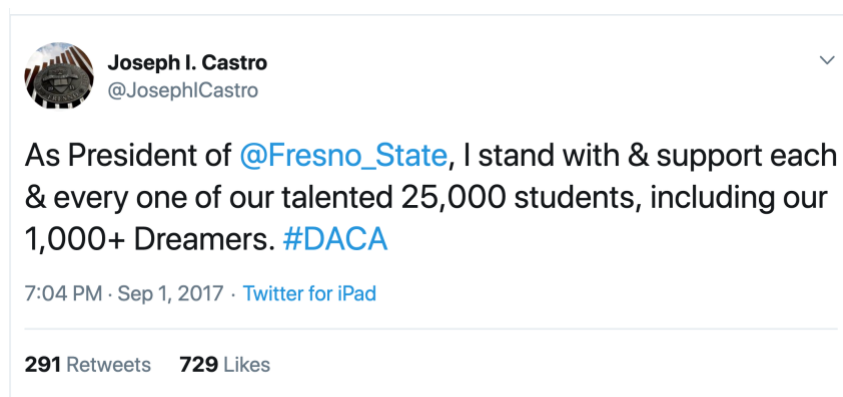 Joseph I. Castro
@JosephICastro
As President of @Fresno_State, I stand with & support each
& every one of our talented 25,000 students, including our
1,000+ Dreamers. #DACA
7:04 PM · Sep 1, 2017 · Twitter for iPad
291 Retweets 729 Likes